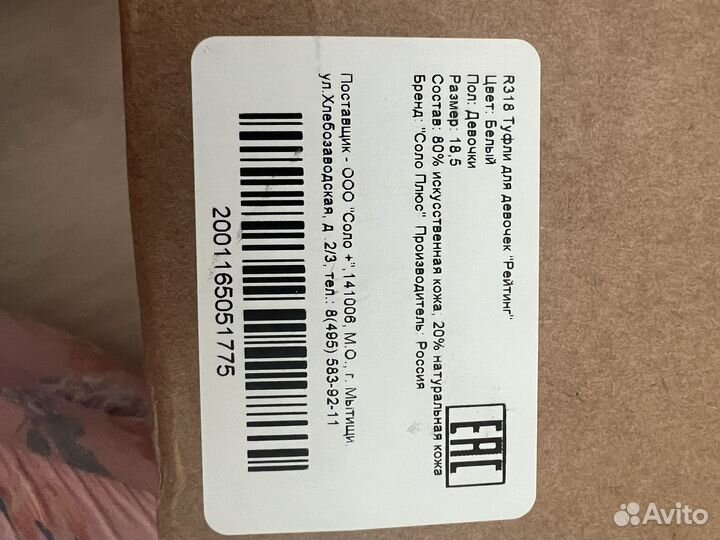 R318 Туфли для девочек "Рейтинг"
Цвет: Белый
Пол: Девочки
Размер: 18,5
Состав: 80% искусственная кожа, 20% натуральная кожа
Бренд: "Соло Плюс" Производитель: Россия
EAC
Поставщик - ООО "Соло +",141006, М.О., г. Мытищи,
ул.Хлебозаводская, д. 2/3, тел.: 8(495) 583-92-11
2001165051775
Avito